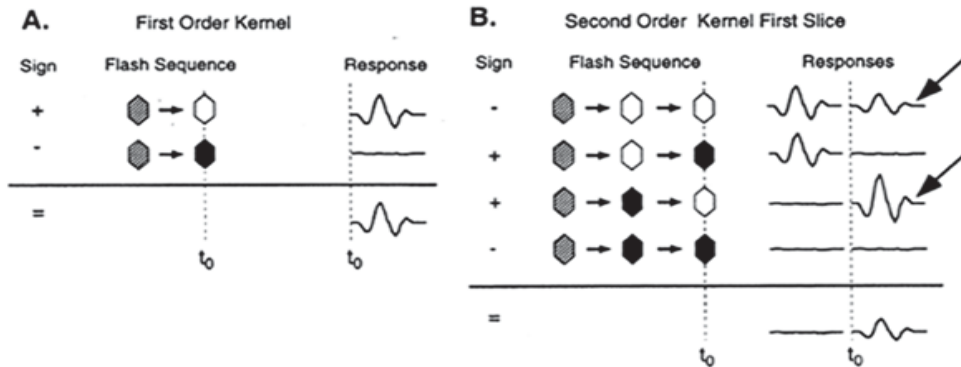 A.
First Order Kernel
Sign Flash Sequence Response
+
-
=
t₀ t₀
B.
Second Order Kernel First Slice
Sign Flash Sequence Responses
-
+
+
-
=
t₀ t₀